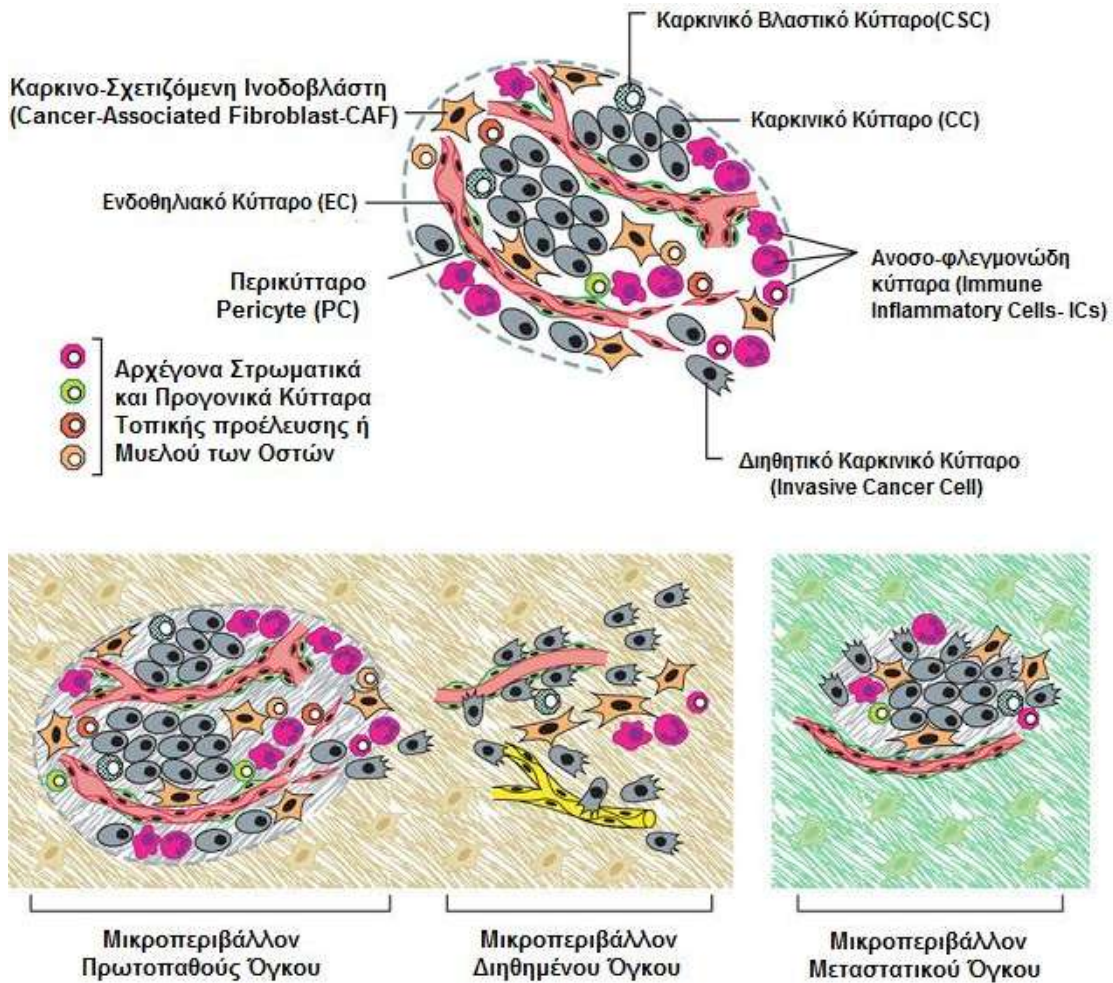 Καρκινικό Βλαστικό Κύτταρο(CSC)
Καρκινο-Σχετιζόμενη Ινοδοβλάστη
(Cancer-Associated Fibroblast-CAF)
Καρκινικό Κύτταρο (CC)
Ενδοθηλιακό Κύτταρο (EC)
Περικύτταρο
Pericyte (PC)
Ανοσο-φλεγμονώδη
κύτταρα (Immune
Inflammatory Cells- ICs)
Αρχέγονα Στρωματικά
και Προγονικά Κύτταρα
Τοπικής προέλευσης ή
Μυελού των Οστών
Διηθητικό Καρκινικό Κύτταρο
(Invasive Cancer Cell)
Μικροπεριβάλλον
Πρωτοπαθούς Όγκου
Μικροπεριβάλλον
Διηθημένου Όγκου
Μικροπεριβάλλον
Μεταστατικού Όγκου